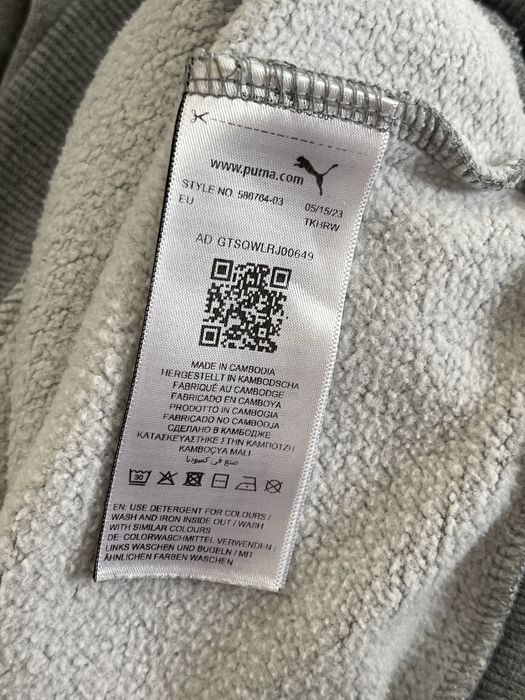 www.puma.com
STYLE NO. 586764-03 05/15/23
EU TKHRW
AD GTSOWLRJ00649
MADE IN CAMBODIA
HERGESTELLT IN KAMBODSCHA
FABRIQUÉ AU CAMBODGE
FABRICADO EN CAMBOYA
PRODOTTO IN CAMBOGIA
FABRICADO NO CAMBODJA
СДЕЛАНО В КАМБОДЖЕ
ΚΑΤΑΣΚΕΥΑΣΤΗΚΕ ΣΤΗΝ ΚΑΜΠΟΤΖΗ
KAMBOÇYA MALI
صنع في كمبوديا
30
EN: USE DETERGENT FOR COLOURS /
WASH AND IRON INSIDE OUT / WASH
WITH SIMILAR COLOURS
DE: COLORWASCHMITTEL VERWENDEN /
LINKS WASCHEN UND BÜGELN / MIT
ÄHNLICHEN FARBEN WASCHEN